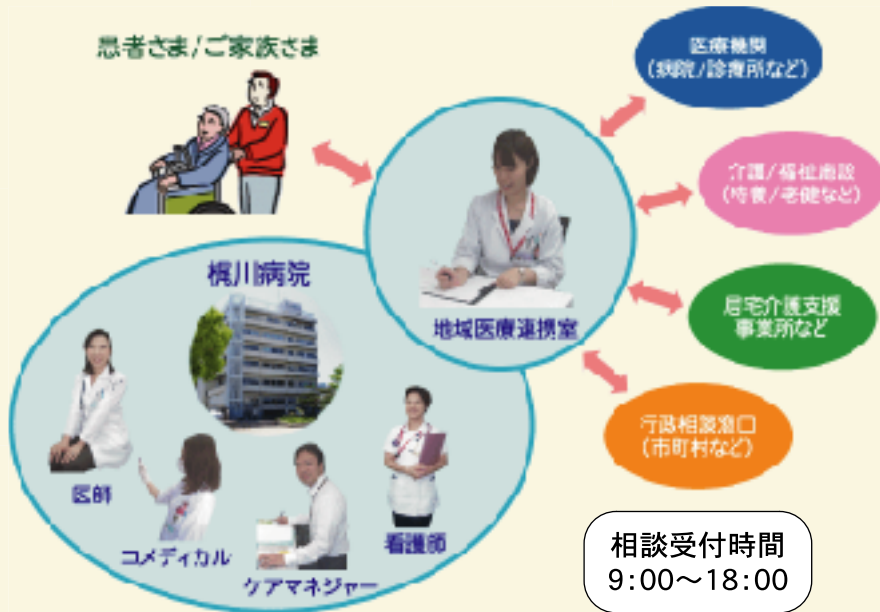 患者さま/ご家族さま
医療機関
(病院/診療所など)
介護/福祉施設
(特養/老健など)
居宅介護支援
事業所など
行政相談窓口
(市町村など)
地域医療連携室
梶川病院
医師
コメディカル
ケアマネジャー
看護師
相談受付時間
9:00～18:00